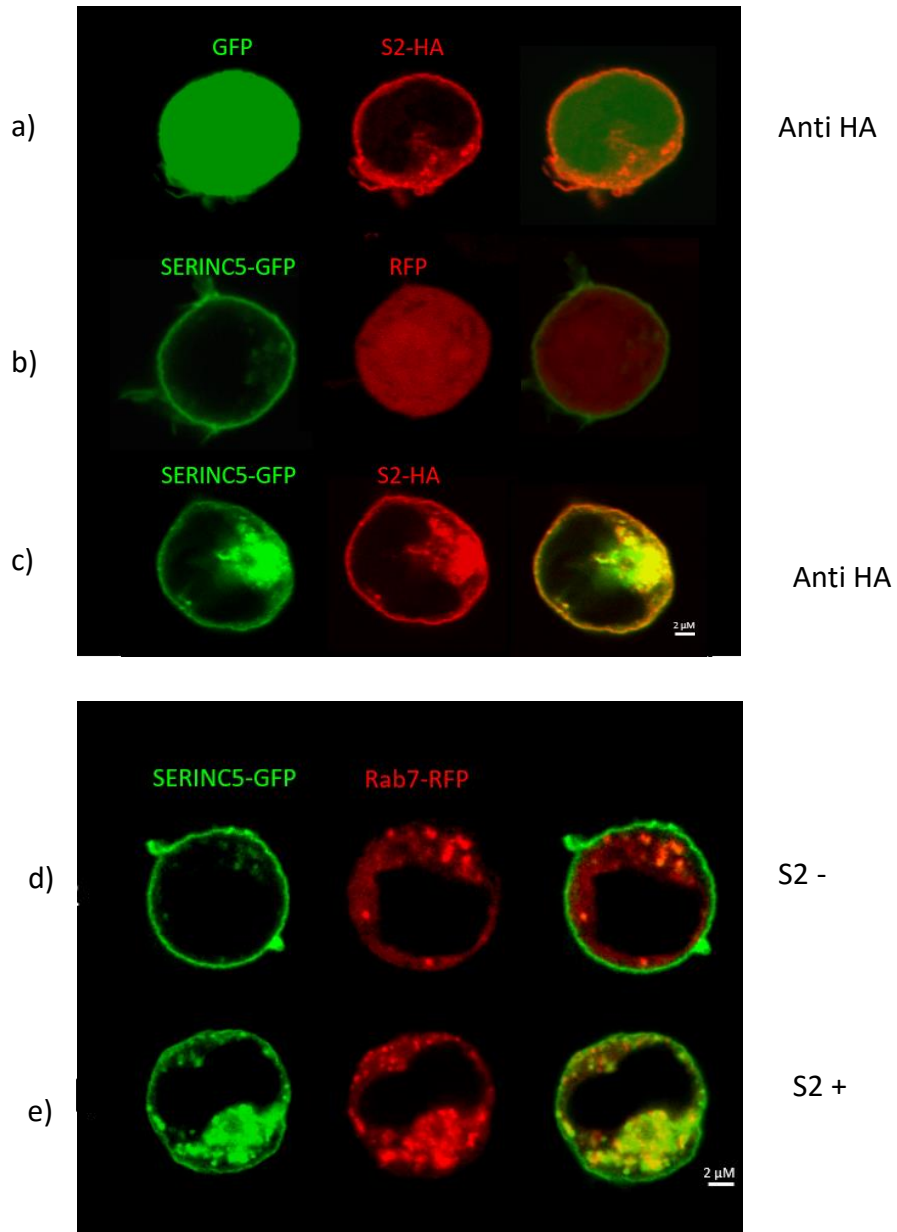 GFP S2-HA
a) Anti HA
SERINC5-GFP RFP
b)
SERINC5-GFP S2-HA
c) Anti HA
2 µM
SERINC5-GFP Rab7-RFP
d) S2 -
e) S2 +
2 µM